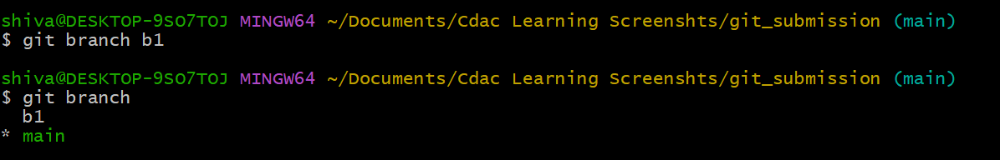 shiva@DESKTOP-9SO7TOJ MINGW64 ~/Documents/Cdac Learning Screenshts/git_submission (main)
$ git branch b1
shiva@DESKTOP-9SO7TOJ MINGW64 ~/Documents/Cdac Learning Screenshts/git_submission (main)
$ git branch
  b1
* main